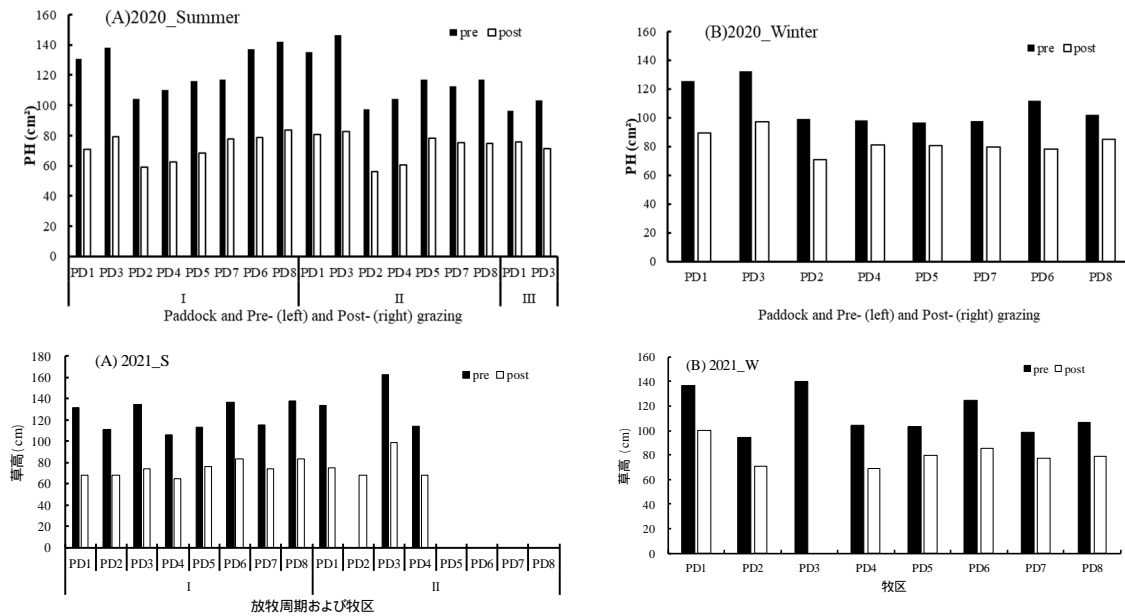 (A)2020_Summer
pre post
PH (cm²)
160
140
120
100
80
60
40
20
0
PD1 PD3 PD2 PD4 PD5 PD7 PD6 PD8 PD1 PD3 PD2 PD4 PD5 PD7 PD8 PD1 PD3
I II III
Paddock and Pre- (left) and Post- (right) grazing
(B)2020_Winter
pre post
PH (cm²)
160
140
120
100
80
60
40
20
0
PD1 PD3 PD2 PD4 PD5 PD7 PD6 PD8
Paddock and Pre- (left) and Post- (right) grazing
(A) 2021_S
pre post
草高(cm)
180
160
140
120
100
80
60
40
20
0
PD1 PD2 PD3 PD4 PD5 PD6 PD7 PD8 PD1 PD2 PD3 PD4 PD5 PD6 PD7 PD8
I II
放牧周期および牧区
(B) 2021_W
pre post
草高 (cm)
160
140
120
100
80
60
40
20
0
PD1 PD2 PD3 PD4 PD5 PD6 PD7 PD8
牧区